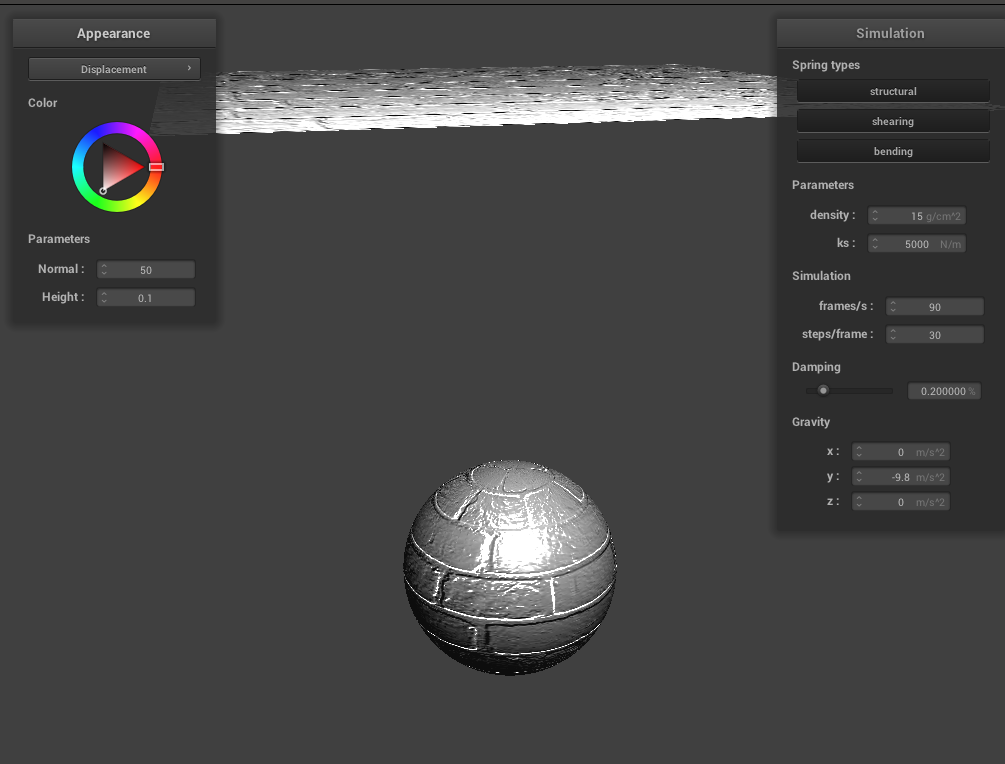 Appearance
Displacement ›
Color
Parameters
Normal : 50
Height : 0.1
Simulation
Spring types
structural
shearing
bending
Parameters
density : 15 g/cm^2
ks : 5000 N/m
Simulation
frames/s : 90
steps/frame : 30
Damping
0.200000 %
Gravity
x : 0 m/s^2
y : -9.8 m/s^2
z : 0 m/s^2